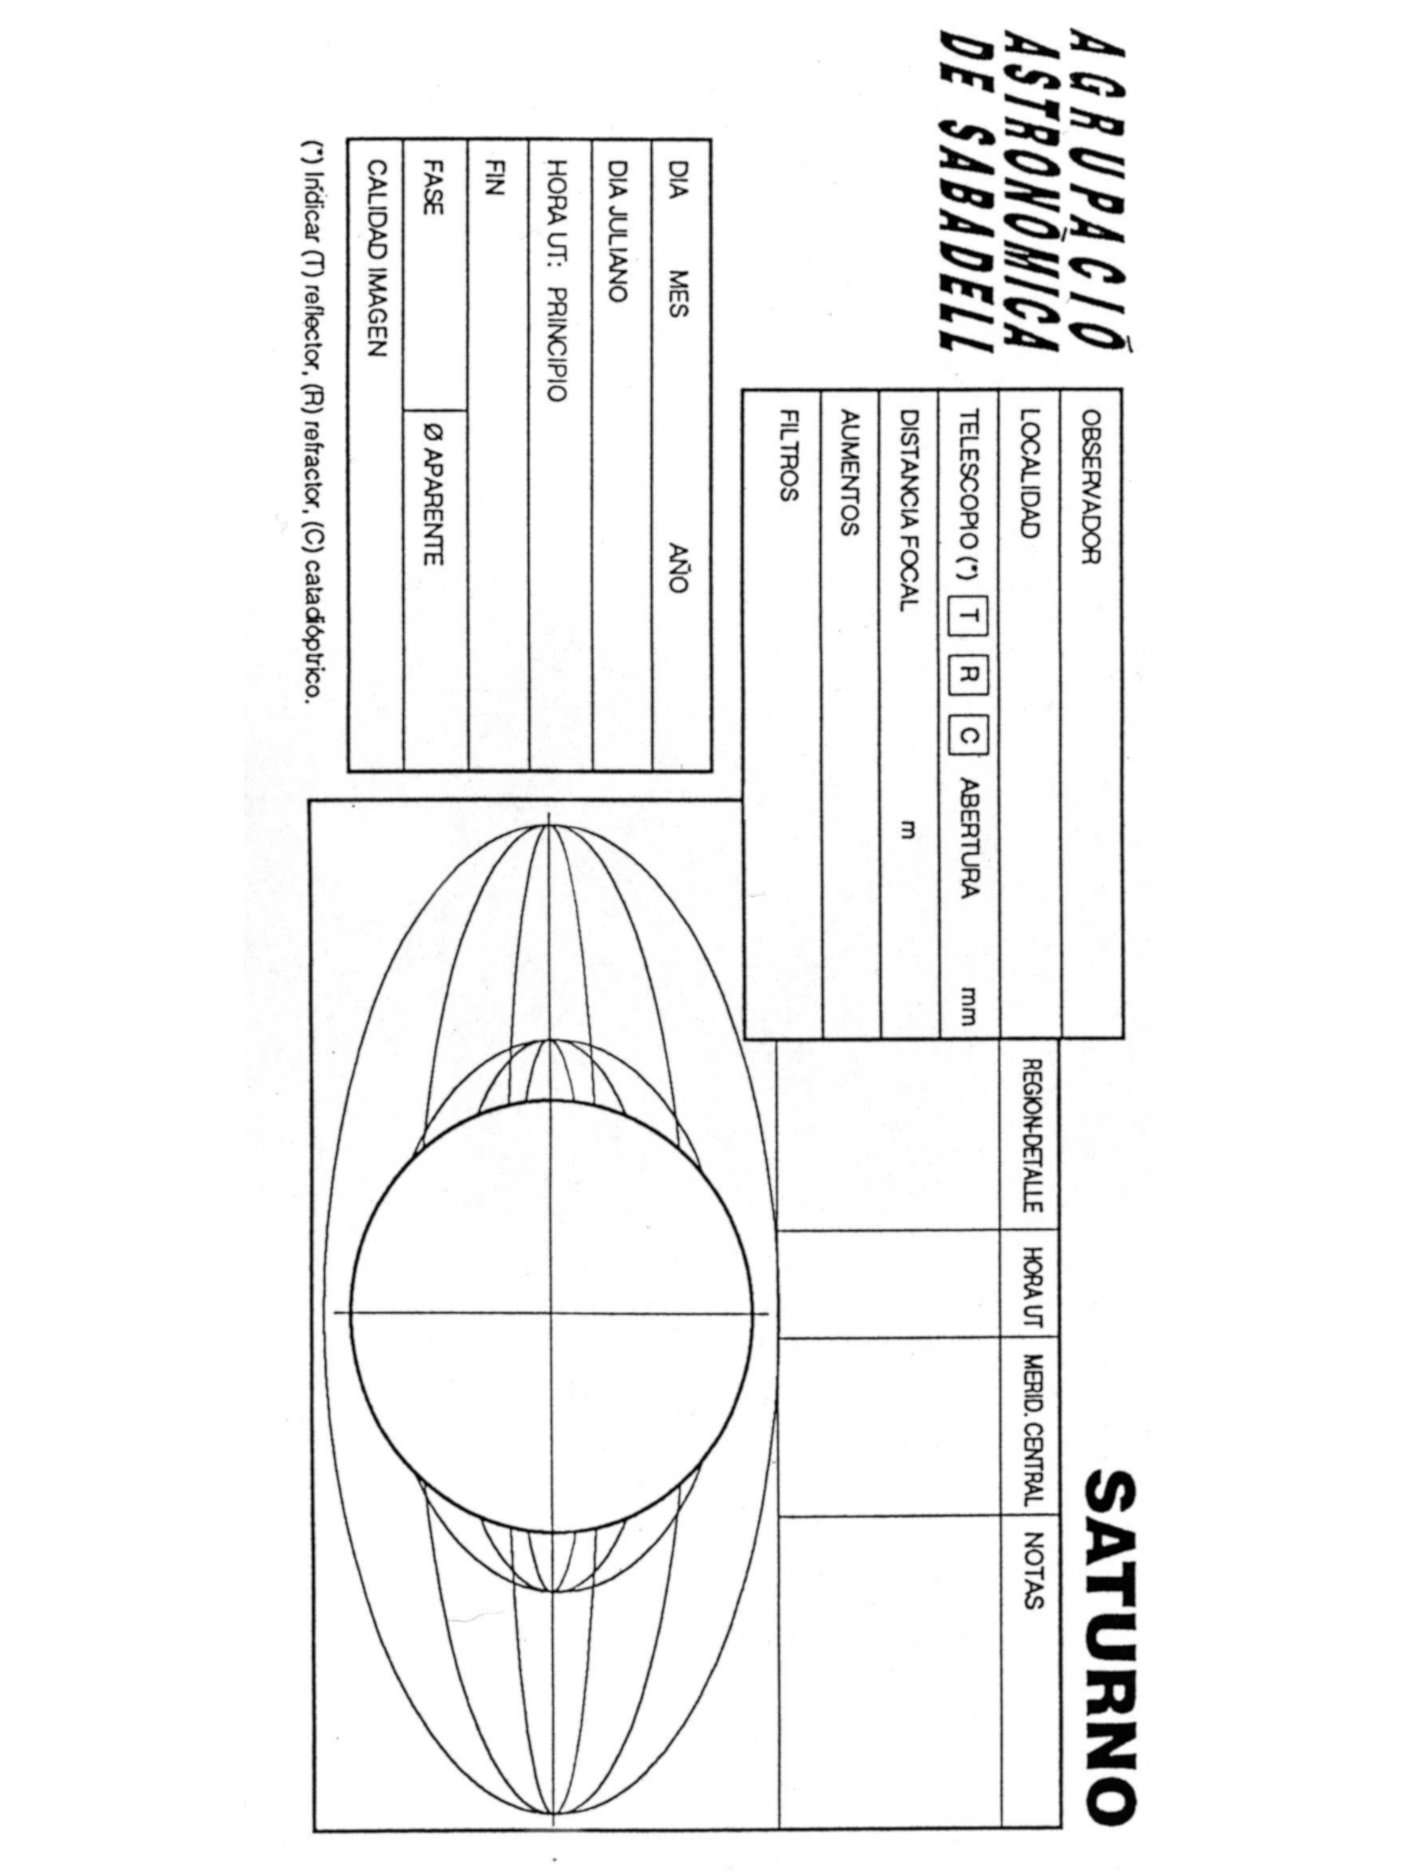 AGRUPACIÓ
ASTRONÒMICA
DE SABADELL
SATURNO
OBSERVADOR
LOCALIDAD
TELESCOPIO (*) T R C ABERTURA mm
DISTANCIA FOCAL m
AUMENTOS
FILTROS
REGION-DETALLE HORA UT MERID. CENTRAL NOTAS
DIA MES AÑO
DIA JULIANO
HORA UT: PRINCIPIO
FIN
FASE Ø APARENTE
CALIDAD IMAGEN
(*) Indicar (T) reflector, (R) refractor, (C) catadióptrico.